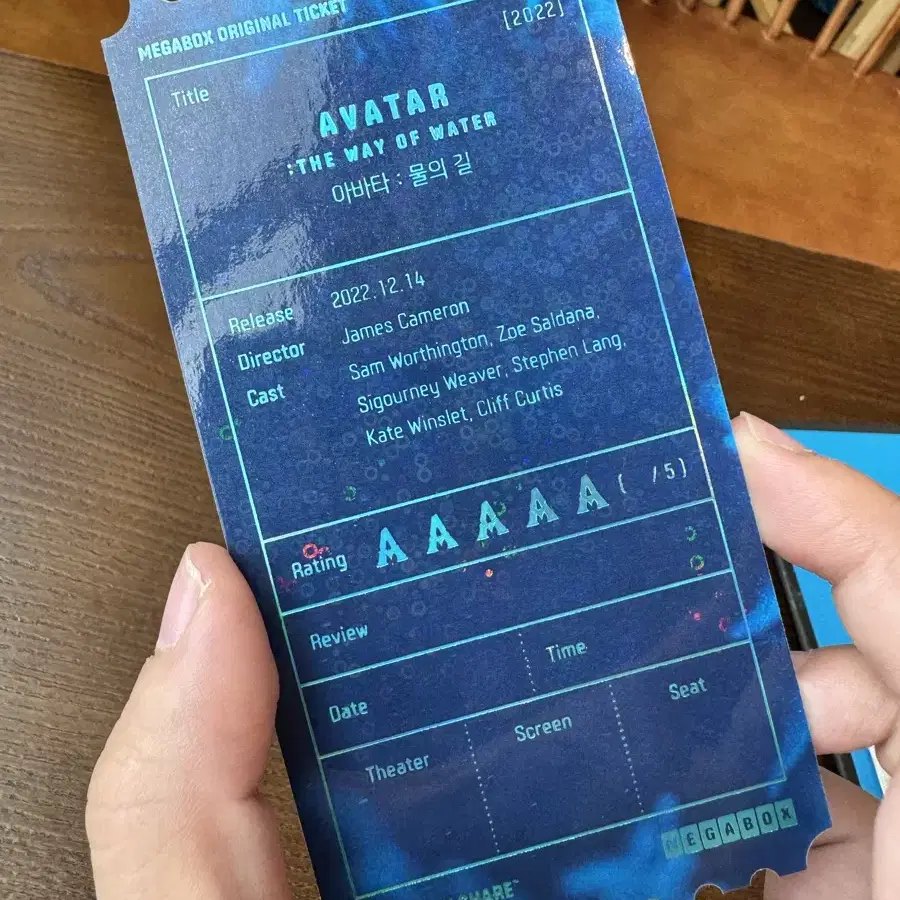 MEGABOX ORIGINAL TICKET
[2022]
Title
AVATAR
:THE WAY OF WATER
아바타 : 물의 길
Release 2022.12.14
Director James Cameron
Cast Sam Worthington, Zoe Saldana,
Sigourney Weaver, Stephen Lang,
Kate Winslet, Cliff Curtis
Rating A A A A A ( /5)
Review
Date Time
Theater Screen Seat
MEGABOX